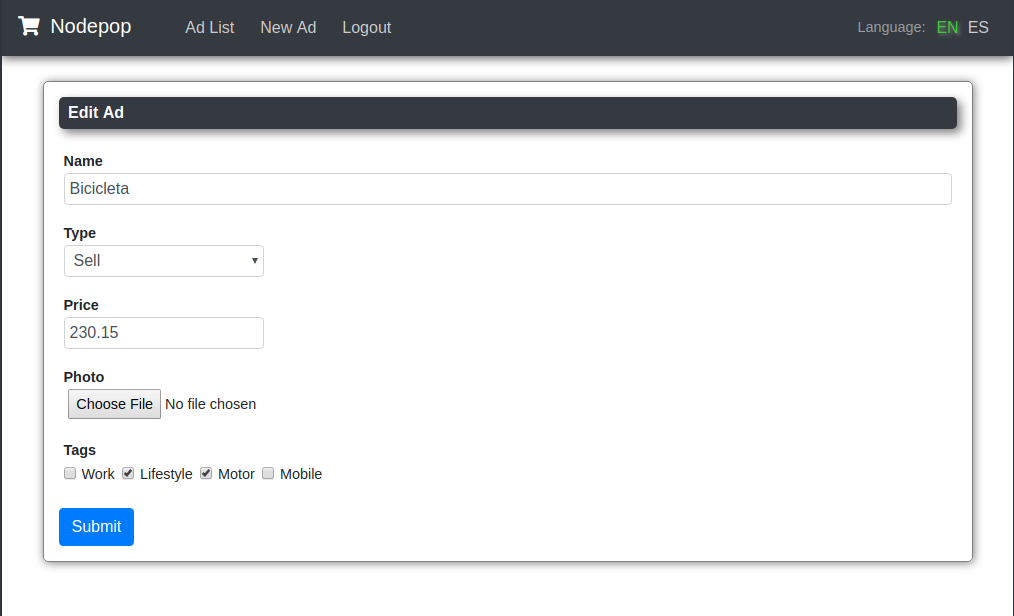 Nodepop Ad List New Ad Logout Language: EN ES
Edit Ad
Name
Bicicleta
Type
Sell
Price
230.15
Photo
Choose File No file chosen
Tags
Work Lifestyle Motor Mobile
Submit